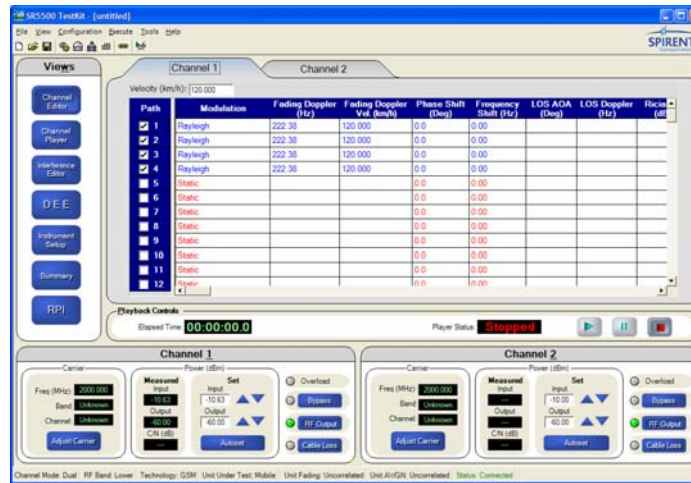 SR5500 TestKit - [untitled]
File View Configuration Execute Tools Help
SPIRENT
Views
Channel Editor
Channel Player
Interference Editor
DEE
Instrument Setup
Summary
RPI
Channel 1 Channel 2
Velocity (km/h): 120.000
Path Modulation Fading Doppler (Hz) Fading Doppler Vel. (km/h) Phase Shift (Deg) Frequency Shift (Hz) LOS AOA (Deg) LOS Doppler (Hz)
1 Rayleigh 222.38 120.000 0.0 0.00
2 Rayleigh 222.38 120.000 0.0 0.00
3 Rayleigh 222.38 120.000 0.0 0.00
4 Rayleigh 222.38 120.000 0.0 0.00
5 Static 0.0 0.00
6 Static 0.0 0.00
7 Static 0.0 0.00
8 Static 0.0 0.00
9 Static 0.0 0.00
10 Static 0.0 0.00
11 Static 0.0 0.00
12 Static 0.0 0.00
Playback Controls
Elapsed Time: 00:00:00.0 Player Status: Stopped
Channel 1
Carrier
Freq (MHz): 2000.000
Band Unknown
Channel Unknown
Adjust Carrier
Power (dBm)
Measured Set
Input Input
-10.63 -10.63
Output Output
-60.00 -60.00
C/N (dB)
---
Autoset
Overload
Bypass
RF Output
Cable Loss
Channel 2
Carrier
Freq (MHz): 2000.000
Band Unknown
Channel Unknown
Adjust Carrier
Power (dBm)
Measured Set
Input Input
--- -10.00
Output Output
--- -60.00
C/N (dB)
---
Autoset
Overload
Bypass
RF Output
Cable Loss
Channel Mode: Dual RF Band: Lower Technology: GSM Unit Under Test: Mobile Unit Fading: Uncorrelated Unit AWGN: Uncorrelated Status: Connected